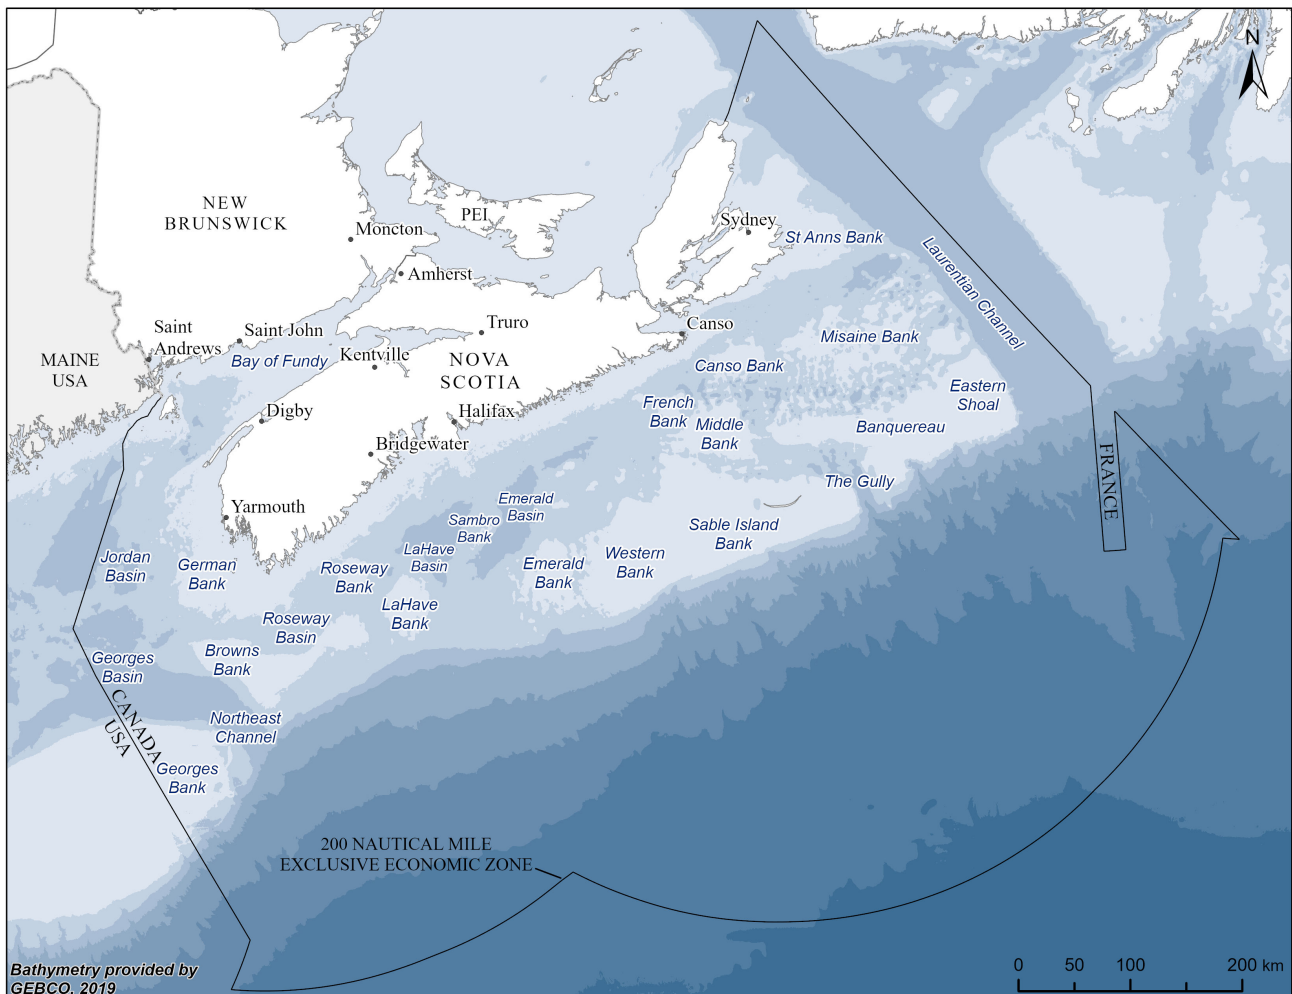 N
NEW
BRUNSWICK
PEI
Moncton
Sydney
St Anns Bank
Laurentian Channel
Amherst
Saint
Andrews
Saint John
Truro
Canso
Misaine Bank
MAINE
USA
Bay of Fundy
Kentville
NOVA
SCOTIA
Canso Bank
Eastern
Shoal
Digby
Halifax
French
Bank
Middle
Bank
Banquereau
Bridgewater
FRANCE
The Gully
Yarmouth
Emerald
Basin
Sambro
Bank
Sable Island
Bank
Jordan
Basin
German
Bank
Roseway
Bank
LaHave
Basin
Emerald
Bank
Western
Bank
LaHave
Bank
Roseway
Basin
Georges
Basin
Browns
Bank
CANADA
USA
Northeast
Channel
Georges
Bank
200 NAUTICAL MILE
EXCLUSIVE ECONOMIC ZONE
Bathymetry provided by
GEBCO, 2019
0 50 100 200 km